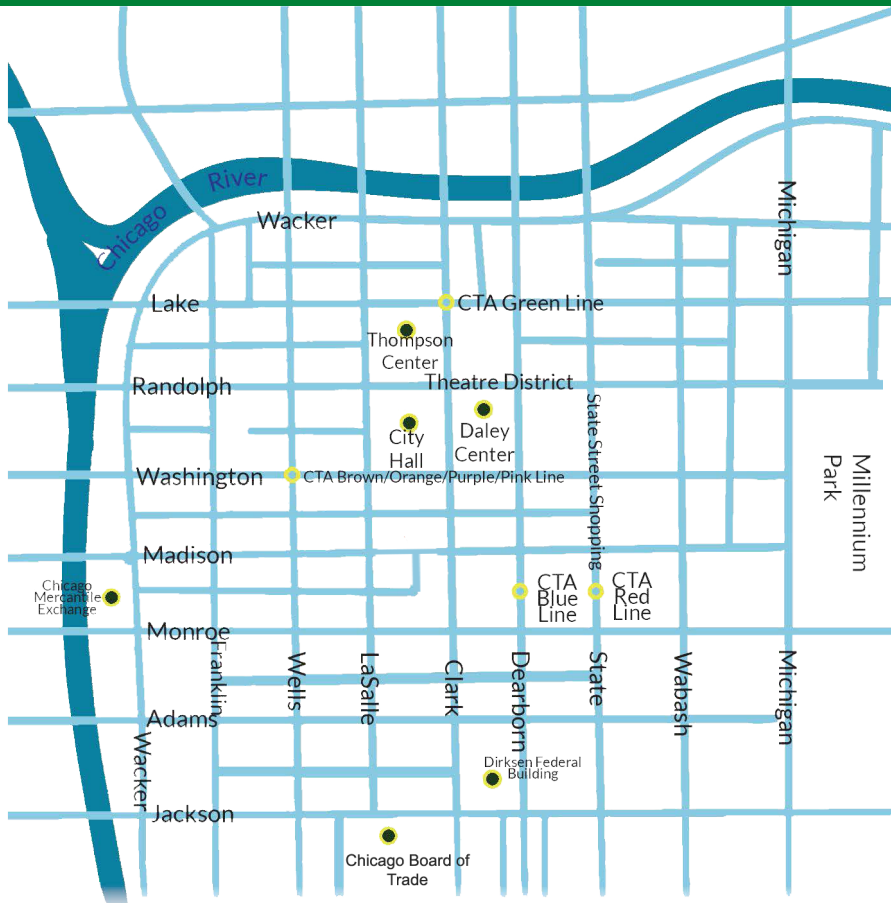 River
Chicago
Wacker
Michigan
Lake
CTA Green Line
Thompson
Center
Randolph
Theatre District
State Street Shopping
City
Hall
Daley
Center
Millennium
Park
Washington
CTA Brown/Orange/Purple/Pink Line
Madison
Chicago
Mercantile
Exchange
CTA
Blue
Line
CTA
Red
Line
Monroe
Franklin
Wells
LaSalle
Clark
Dearborn
State
Wabash
Michigan
Adams
Wacker
Dirksen Federal
Building
Jackson
Chicago Board of
Trade